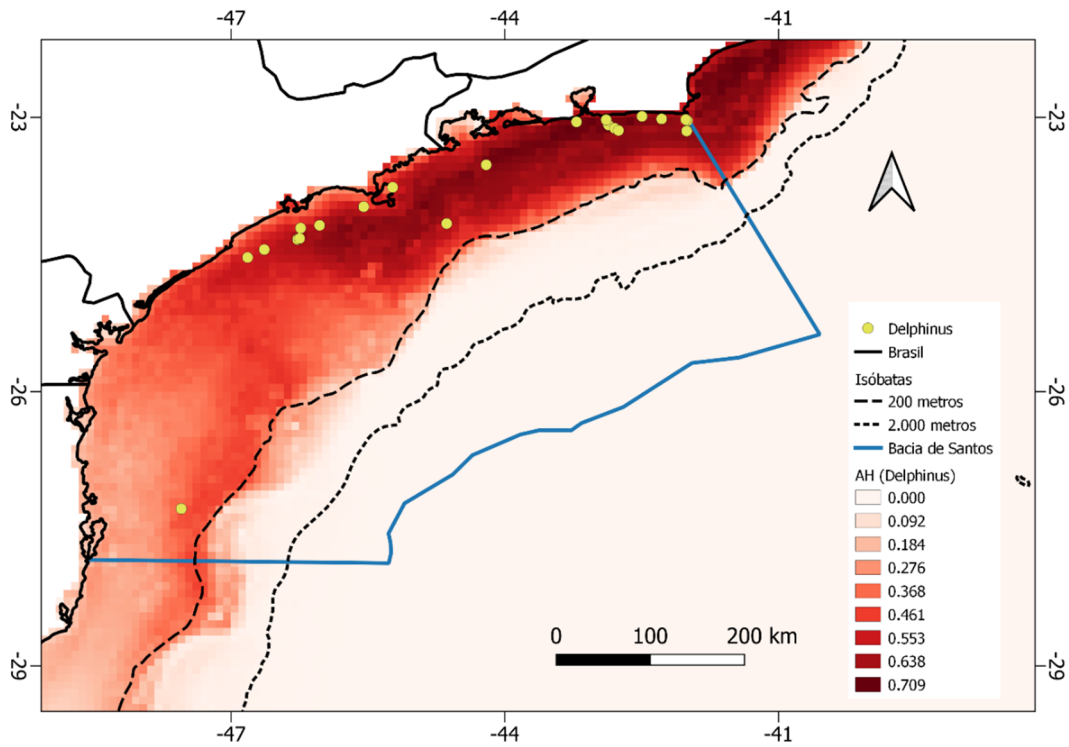 -47 -44 -41
-23 -23
-26 -26
-29 -29
Delphinus
Brasil
Isóbatas
200 metros
2.000 metros
Bacia de Santos
AH (Delphinus)
0.000
0.092
0.184
0.276
0.368
0.461
0.553
0.638
0.709
0 100 200 km
-47 -44 -41